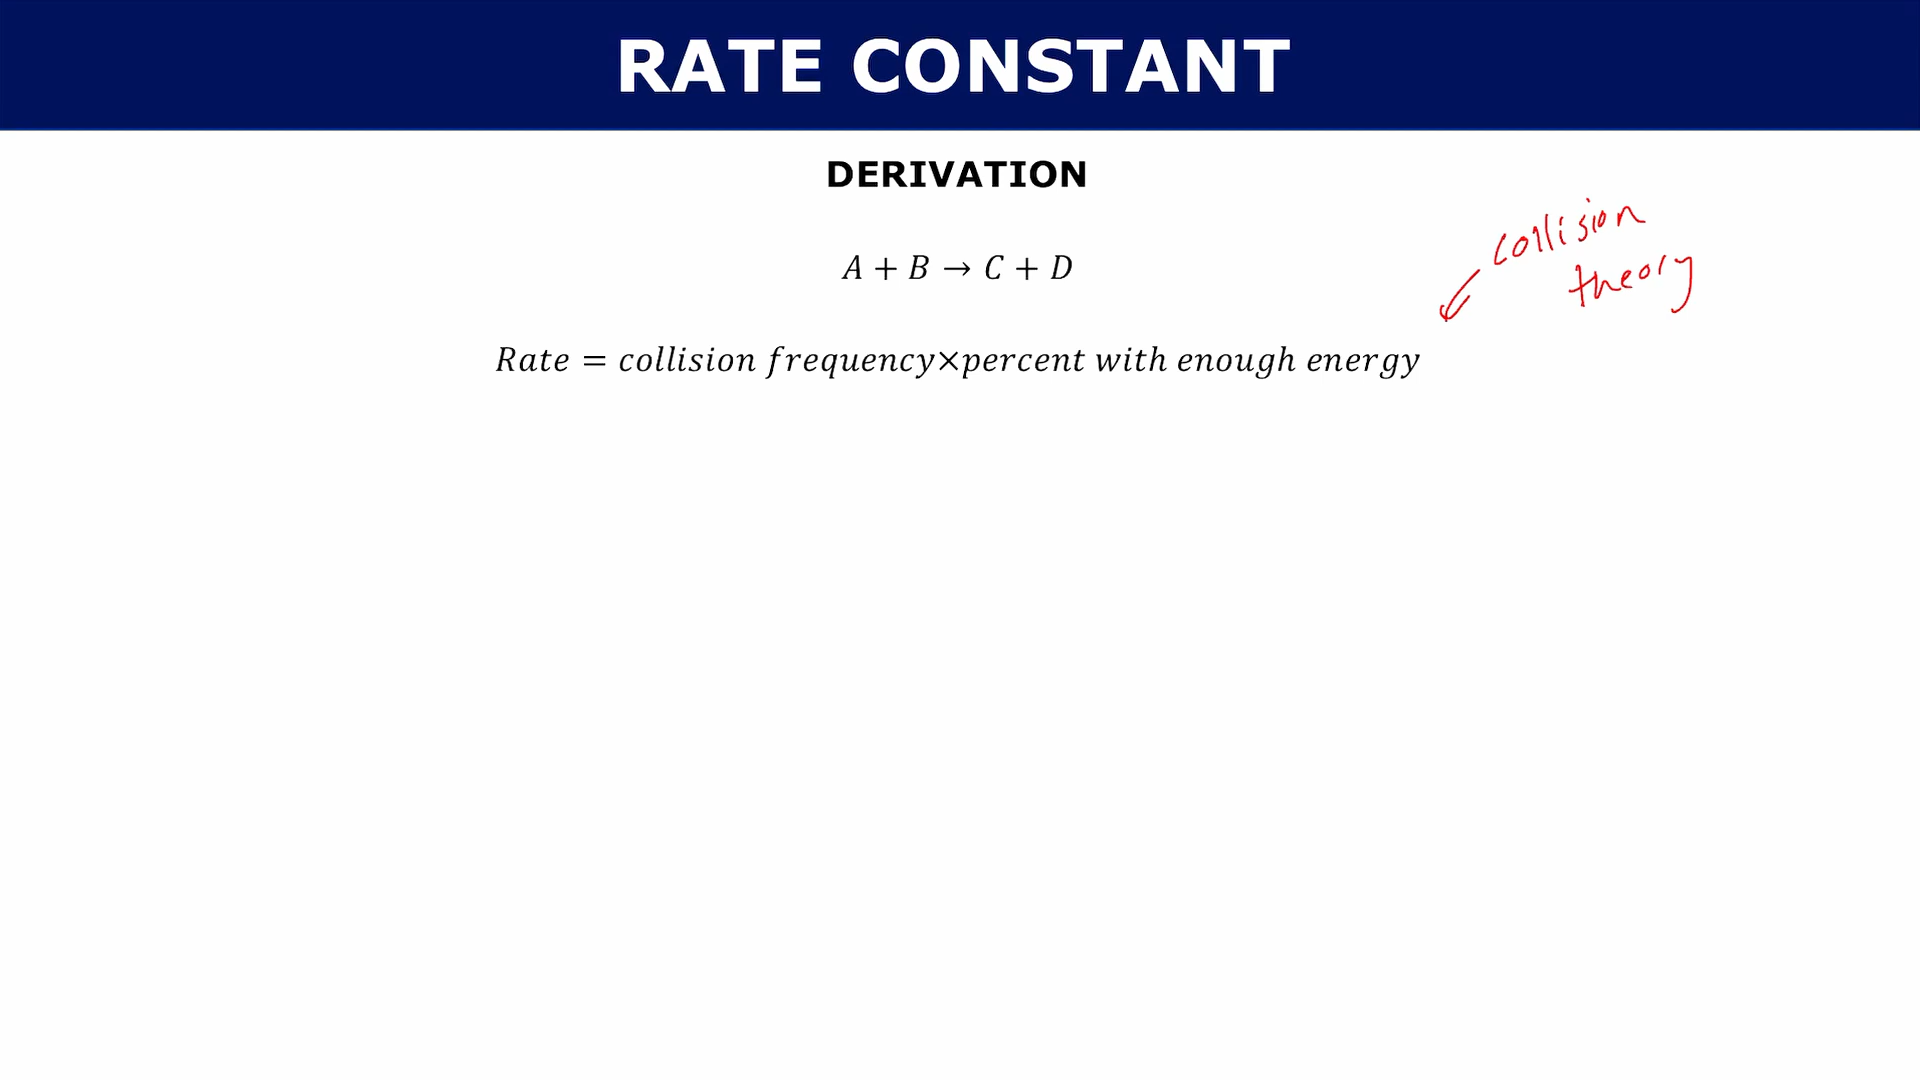 RATE CONSTANT
DERIVATION
A + B → C + D
collision
theory
Rate = collision frequency×percent with enough energy